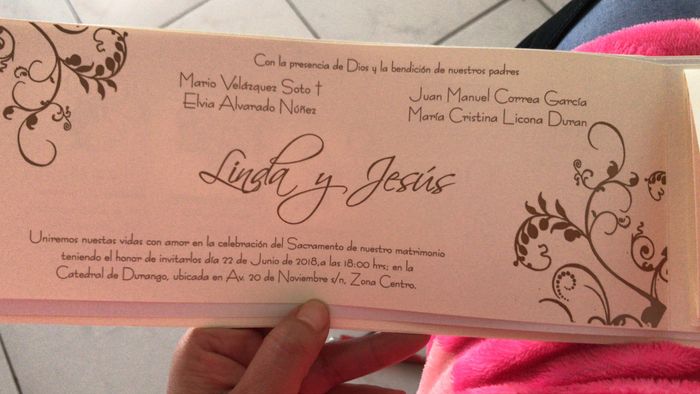 Con la presencia de Dios y la bendición de nuestros padres
Mario Velázquez Soto †
Elvia Alvarado Núñez
Juan Manuel Correa García
María Cristina Licona Duran
Linda y Jesús
Uniremos nuestas vidas con amor en la celebración del Sacramento de nuestro matrimonio
teniendo el honor de invitarlos día 22 de Junio de 2018,a las 18:00 hrs; en la
Catedral de Durango, ubicada en Av. 20 de Noviembre s/n, Zona Centro.